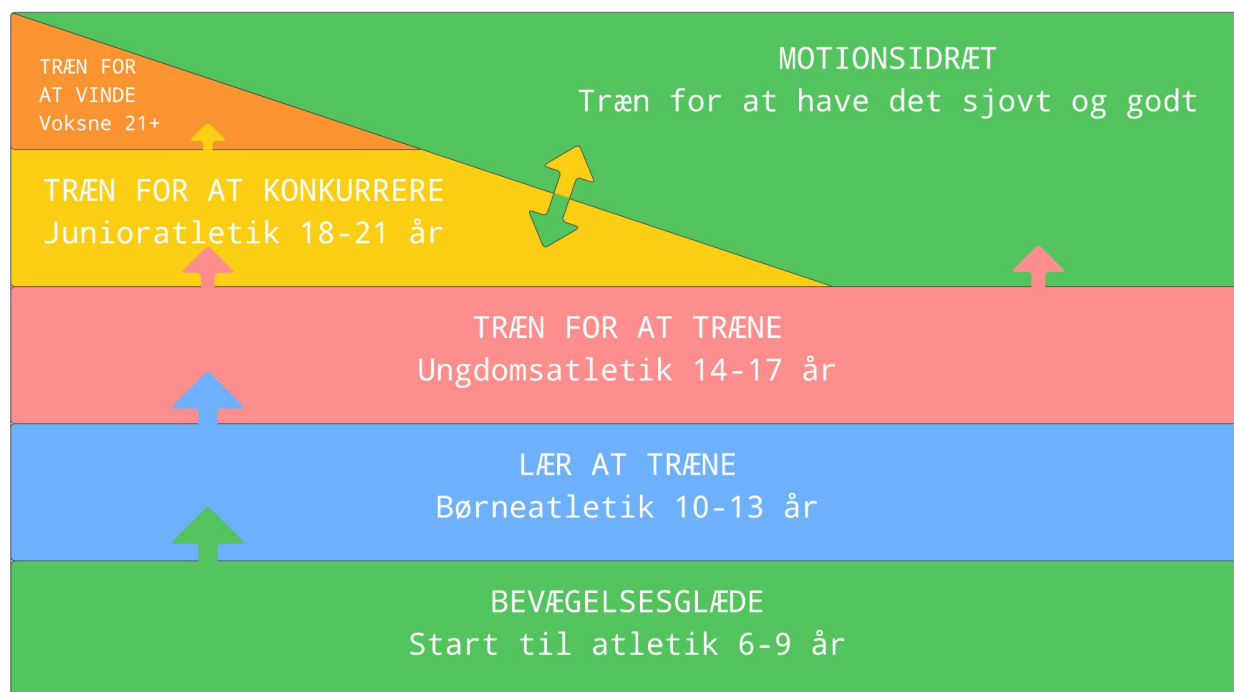 TRÆN FOR
AT VINDE
Voksne 21+
MOTIONSIDRÆT
Træn for at have det sjovt og godt
TRÆN FOR AT KONKURRERE
Junioratletik 18-21 år
TRÆN FOR AT TRÆNE
Ungdomsatletik 14-17 år
LÆR AT TRÆNE
Børneatletik 10-13 år
BEVÆGELSESGLÆDE
Start til atletik 6-9 år